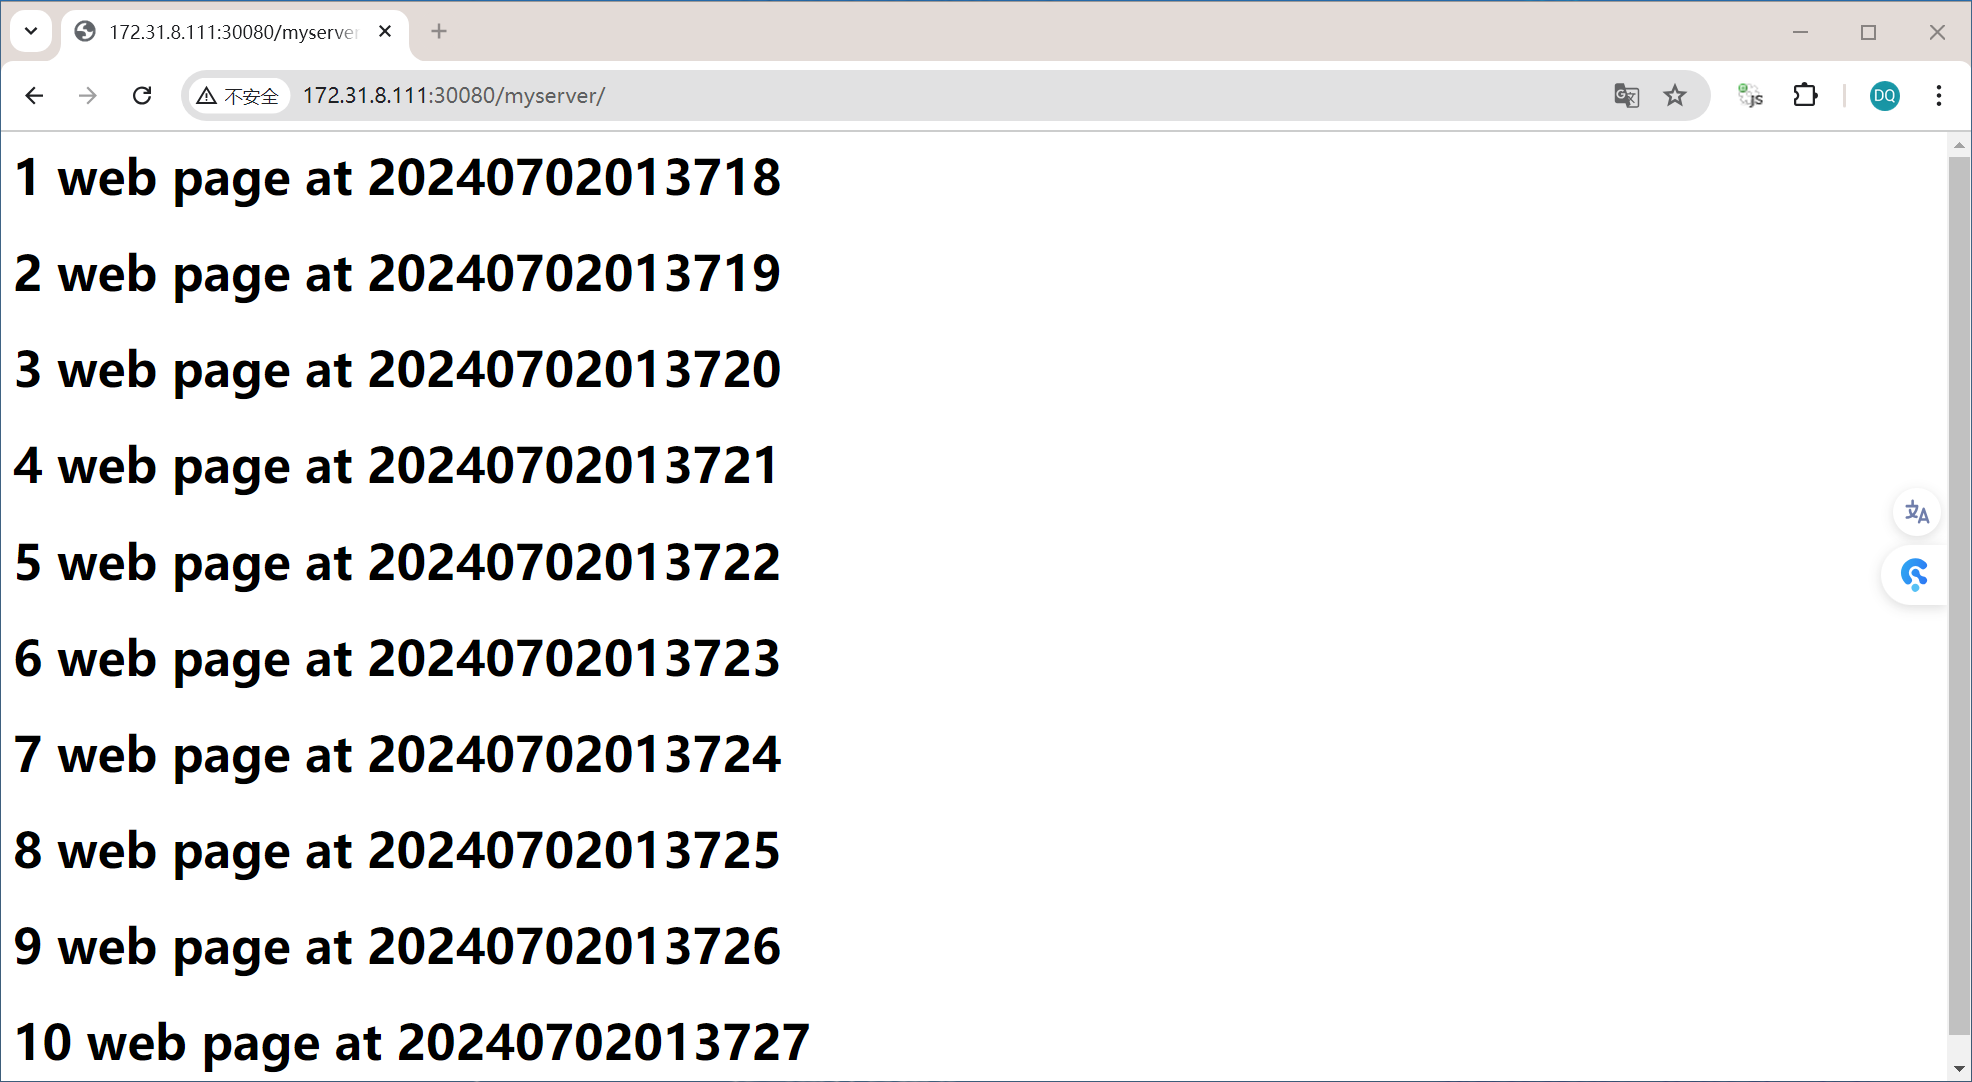 172.31.8.111:30080/myserver
不安全
172.31.8.111:30080/myserver/
JS
DQ
1 web page at 20240702013718
2 web page at 20240702013719
3 web page at 20240702013720
4 web page at 20240702013721
5 web page at 20240702013722
6 web page at 20240702013723
7 web page at 20240702013724
8 web page at 20240702013725
9 web page at 20240702013726
10 web page at 20240702013727